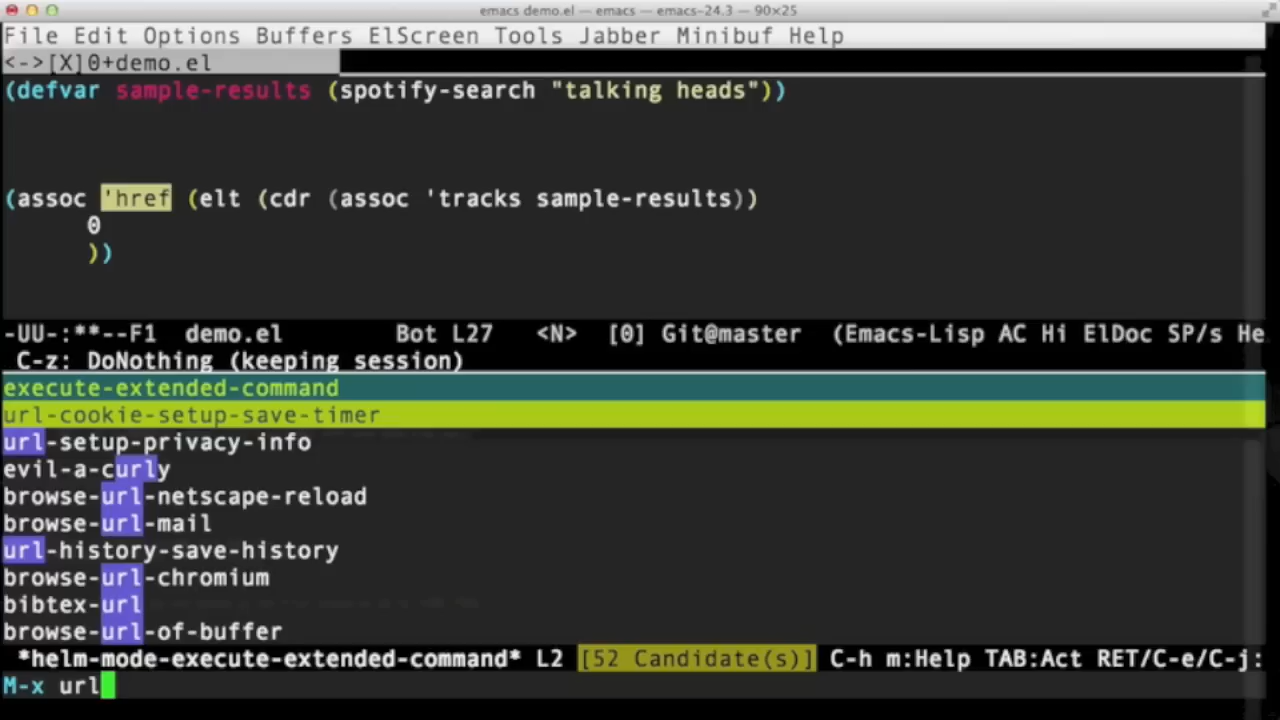 emacs demo.el — emacs — emacs-24.3 — 90×25
File Edit Options Buffers ElScreen Tools Jabber Minibuf Help
<->[X]0+demo.el
(defvar sample-results (spotify-search "talking heads"))
(assoc 'href (elt (cdr (assoc 'tracks sample-results))
0
))
-UU-:**--F1 demo.el Bot L27 <N> [0] Git@master (Emacs-Lisp AC Hi ElDoc SP/s He
C-z: DoNothing (keeping session)
execute-extended-command
url-cookie-setup-save-timer
url-setup-privacy-info
evil-a-curly
browse-url-netscape-reload
browse-url-mail
url-history-save-history
browse-url-chromium
bibtex-url
browse-url-of-buffer
*helm-mode-execute-extended-command* L2 [52 Candidate(s)] C-h m:Help TAB:Act RET/C-e/C-j:
M-x url